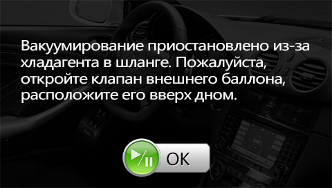 Вакуумирование приостановлено из-за
хладагента в шланге. Пожалуйста,
откройте клапан внешнего баллона,
расположите его вверх дном.
OK